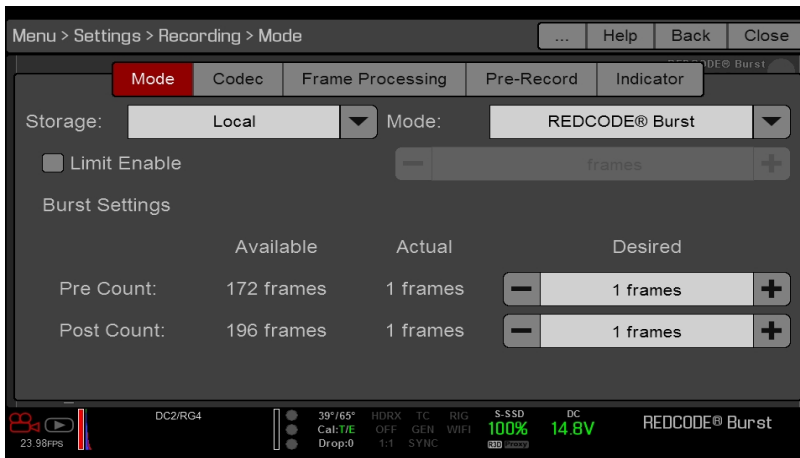 Menu > Settings > Recording > Mode ... Help Back Close
Mode Codec Frame Processing Pre-Record Indicator
Storage: Local Mode: REDCODE® Burst
Limit Enable frames
Burst Settings
Available Actual Desired
Pre Count: 172 frames 1 frames 1 frames
Post Count: 196 frames 1 frames 1 frames
DC2/RG4 39°/65° HDRX TC RIG S-SSD DC
Cal:T/E OFF GEN WIFI 100% 14.8V REDCODE® Burst
23.98FPS Drop:0 1:1 SYNC R3D Proxy